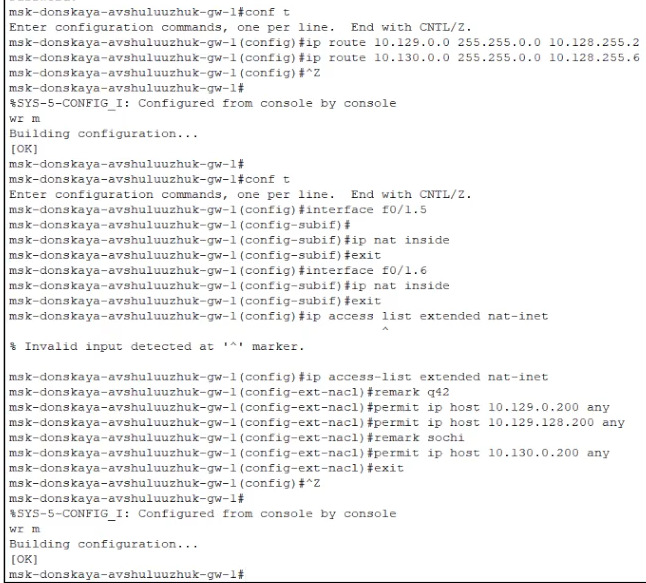 msk-donskaya-avshuluuzhuk-gw-1#conf t
Enter configuration commands, one per line.  End with CNTL/Z.
msk-donskaya-avshuluuzhuk-gw-1(config)#ip route 10.129.0.0 255.255.0.0 10.128.255.2
msk-donskaya-avshuluuzhuk-gw-1(config)#ip route 10.130.0.0 255.255.0.0 10.128.255.6
msk-donskaya-avshuluuzhuk-gw-1(config)#^Z
msk-donskaya-avshuluuzhuk-gw-1#
%SYS-5-CONFIG_I: Configured from console by console
wr m
Building configuration...
[OK]
msk-donskaya-avshuluuzhuk-gw-1#
msk-donskaya-avshuluuzhuk-gw-1#conf t
Enter configuration commands, one per line.  End with CNTL/Z.
msk-donskaya-avshuluuzhuk-gw-1(config)#interface f0/1.5
msk-donskaya-avshuluuzhuk-gw-1(config-subif)#
msk-donskaya-avshuluuzhuk-gw-1(config-subif)#ip nat inside
msk-donskaya-avshuluuzhuk-gw-1(config-subif)#exit
msk-donskaya-avshuluuzhuk-gw-1(config)#interface f0/1.6
msk-donskaya-avshuluuzhuk-gw-1(config-subif)#ip nat inside
msk-donskaya-avshuluuzhuk-gw-1(config-subif)#exit
msk-donskaya-avshuluuzhuk-gw-1(config)#ip access list extended nat-inet
^
% Invalid input detected at '^' marker.
msk-donskaya-avshuluuzhuk-gw-1(config)#ip access-list extended nat-inet
msk-donskaya-avshuluuzhuk-gw-1(config-ext-nacl)#remark q42
msk-donskaya-avshuluuzhuk-gw-1(config-ext-nacl)#permit ip host 10.129.0.200 any
msk-donskaya-avshuluuzhuk-gw-1(config-ext-nacl)#permit ip host 10.129.128.200 any
msk-donskaya-avshuluuzhuk-gw-1(config-ext-nacl)#remark sochi
msk-donskaya-avshuluuzhuk-gw-1(config-ext-nacl)#permit ip host 10.130.0.200 any
msk-donskaya-avshuluuzhuk-gw-1(config-ext-nacl)#exit
msk-donskaya-avshuluuzhuk-gw-1(config)#^Z
msk-donskaya-avshuluuzhuk-gw-1#
%SYS-5-CONFIG_I: Configured from console by console
wr m
Building configuration...
[OK]
msk-donskaya-avshuluuzhuk-gw-1#